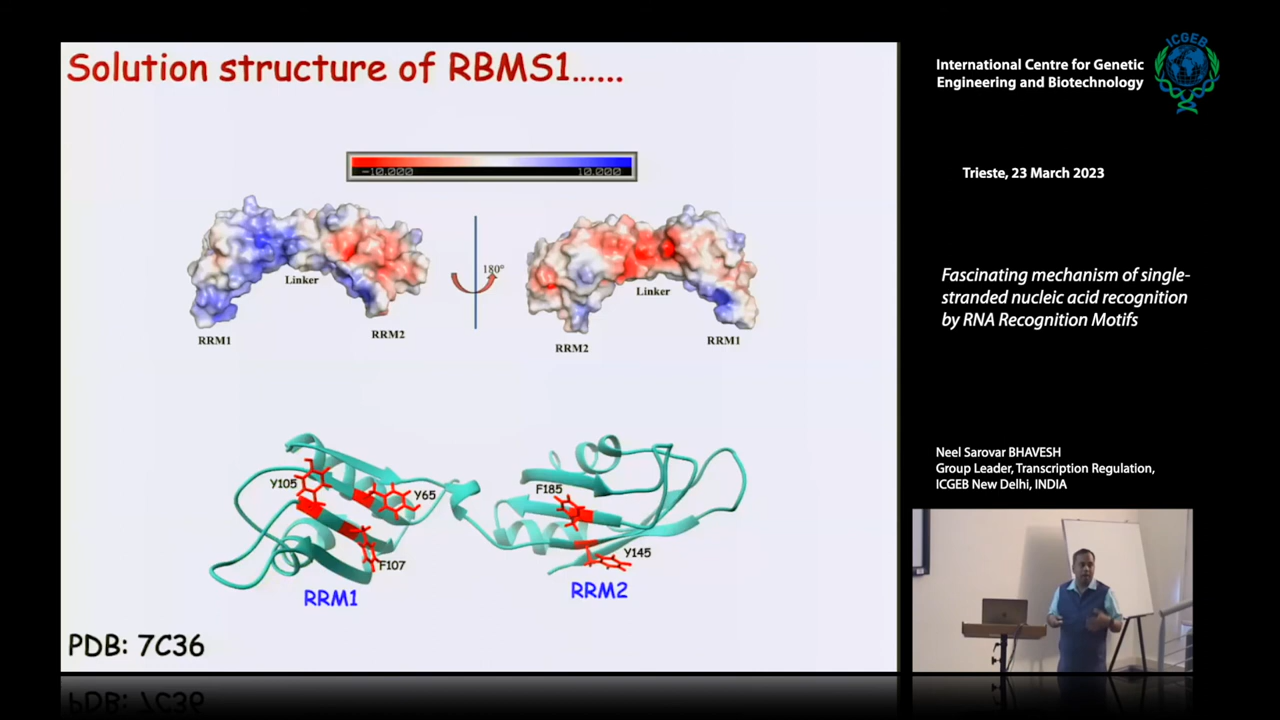 Solution structure of RBMS1......
-10.000 10.000
Linker
180°
Linker
RRM1
RRM2
RRM2
RRM1
Y105
Y65
F107
F185
Y145
RRM1
RRM2
PDB: 7C36
ICGEB
International Centre for Genetic
Engineering and Biotechnology
Trieste, 23 March 2023
Fascinating mechanism of single-
stranded nucleic acid recognition
by RNA Recognition Motifs
Neel Sarovar BHAVESH
Group Leader, Transcription Regulation,
ICGEB New Delhi, INDIA